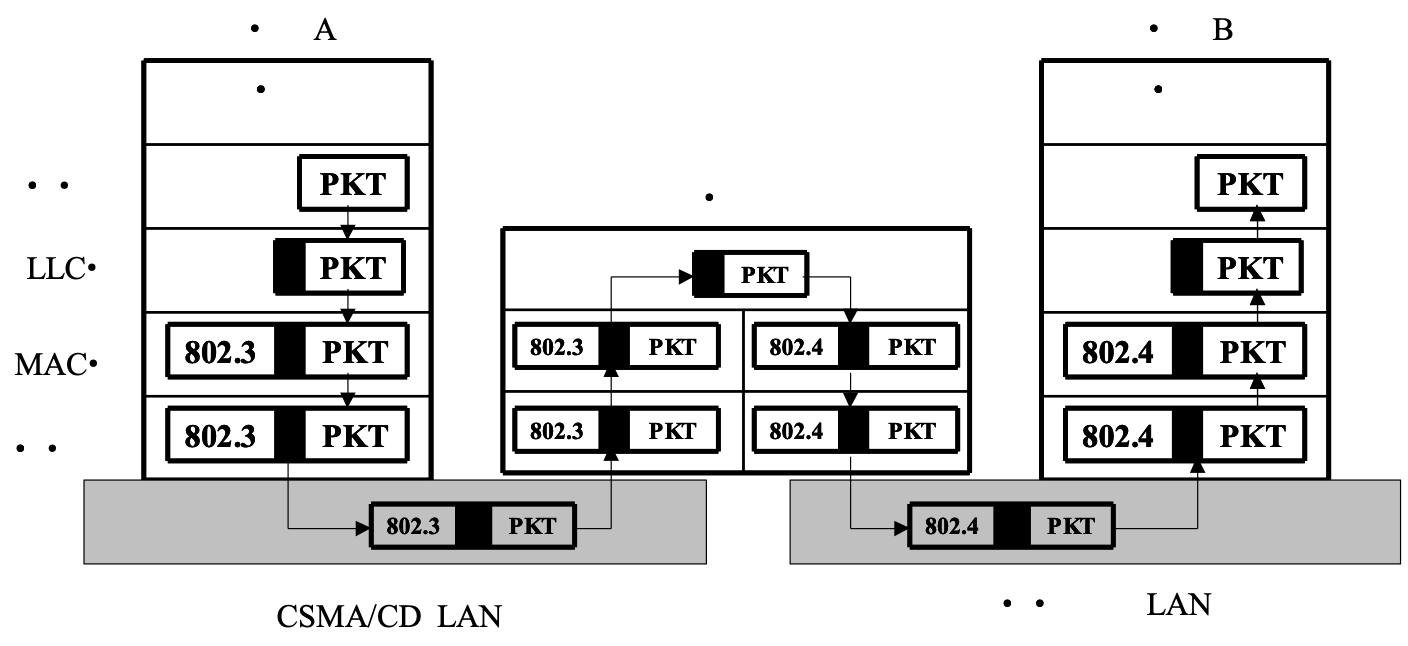 · A
· B
·
·
· ·
PKT
PKT
·
LLC·
PKT
PKT
PKT
MAC·
802.3 PKT
802.3 PKT
802.4 PKT
802.4 PKT
· ·
802.3 PKT
802.3 PKT
802.4 PKT
802.4 PKT
802.3 PKT
802.4 PKT
CSMA/CD LAN
· · LAN